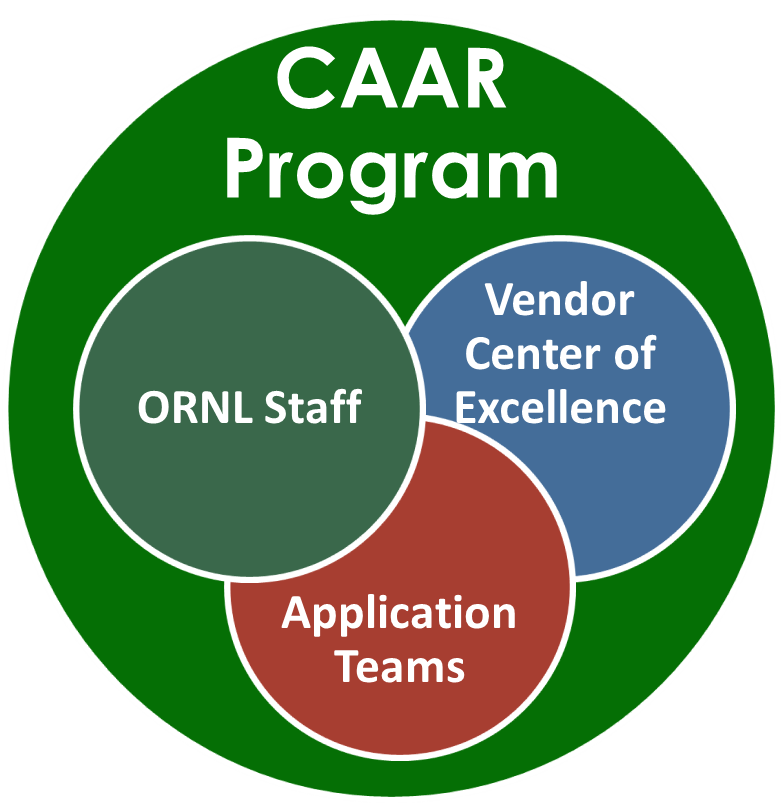 CAAR
Program
Vendor
Center of
Excellence
ORNL Staff
Application
Teams